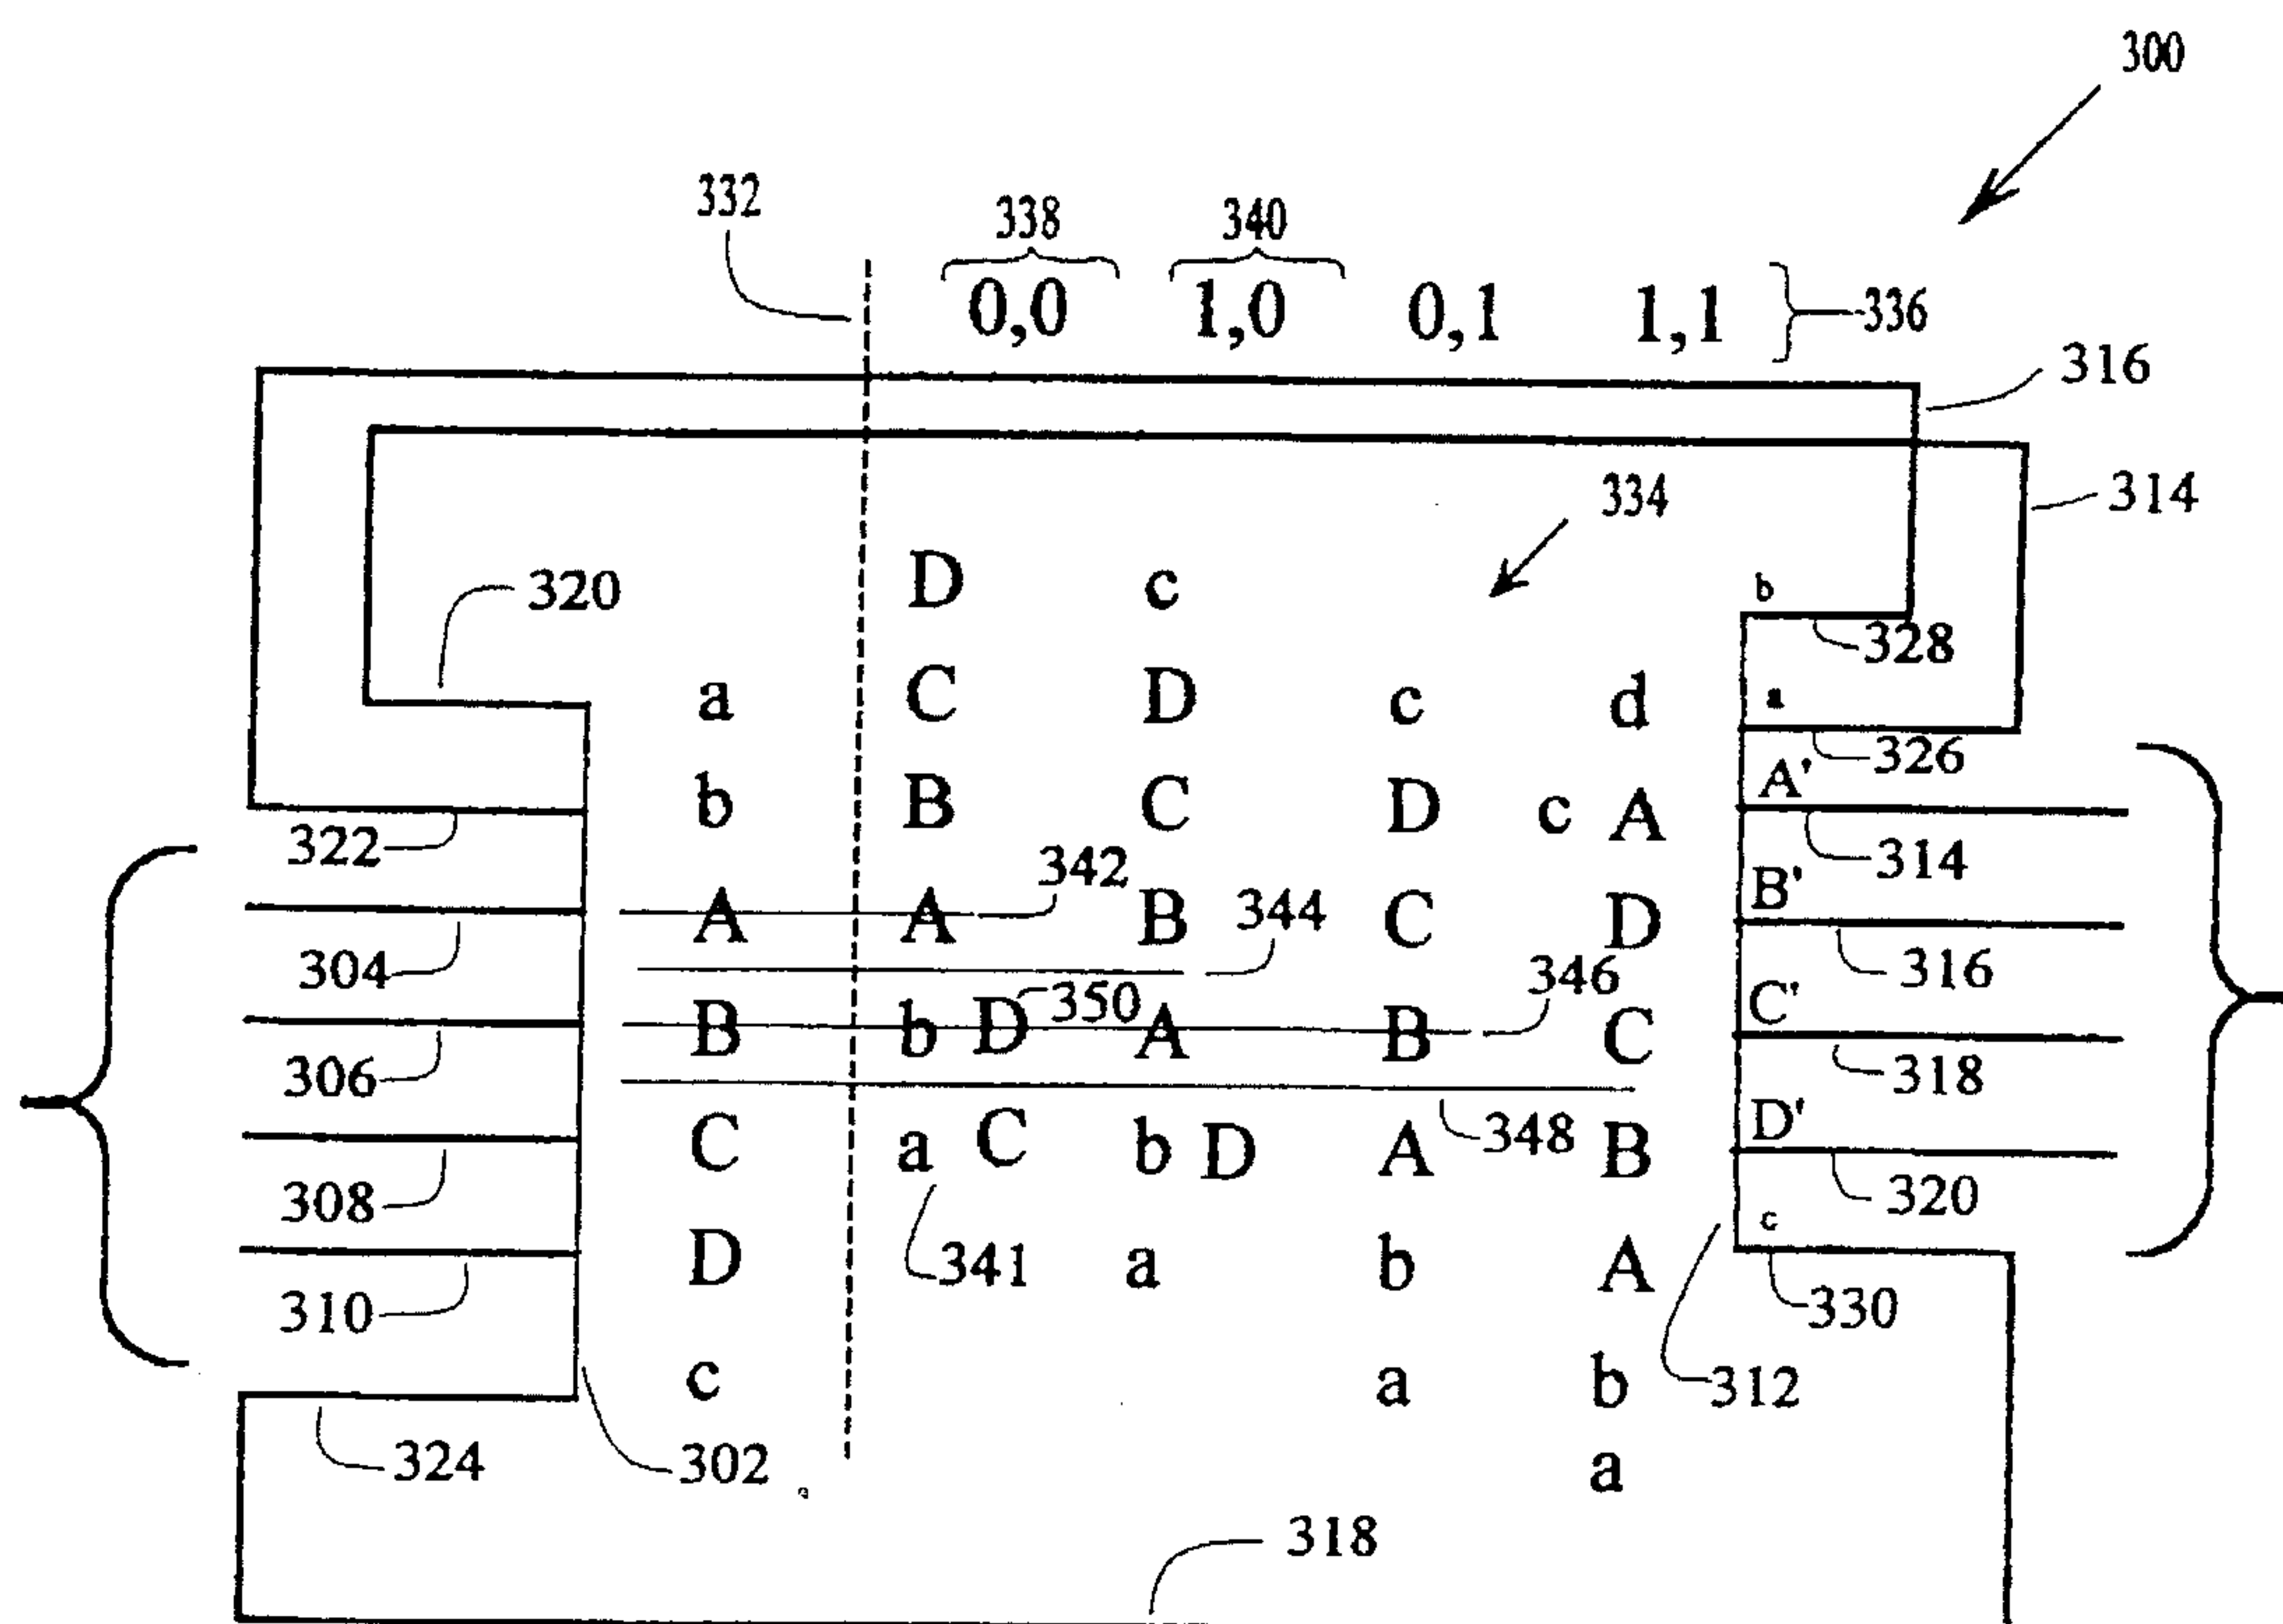 300
332 338 340
0,0 1,0 0,1 1,1 336
316
334 314
320 D c b
328
a C D c d a
326
b B C D c A A'
322 342 314
A A B C D B'
304 344 316
350 346
B b D A B C C'
306 318
348 D'
C a C b D A B
308 320
c
D 341 a b A
310 330
c a b 312
324 302 a
318